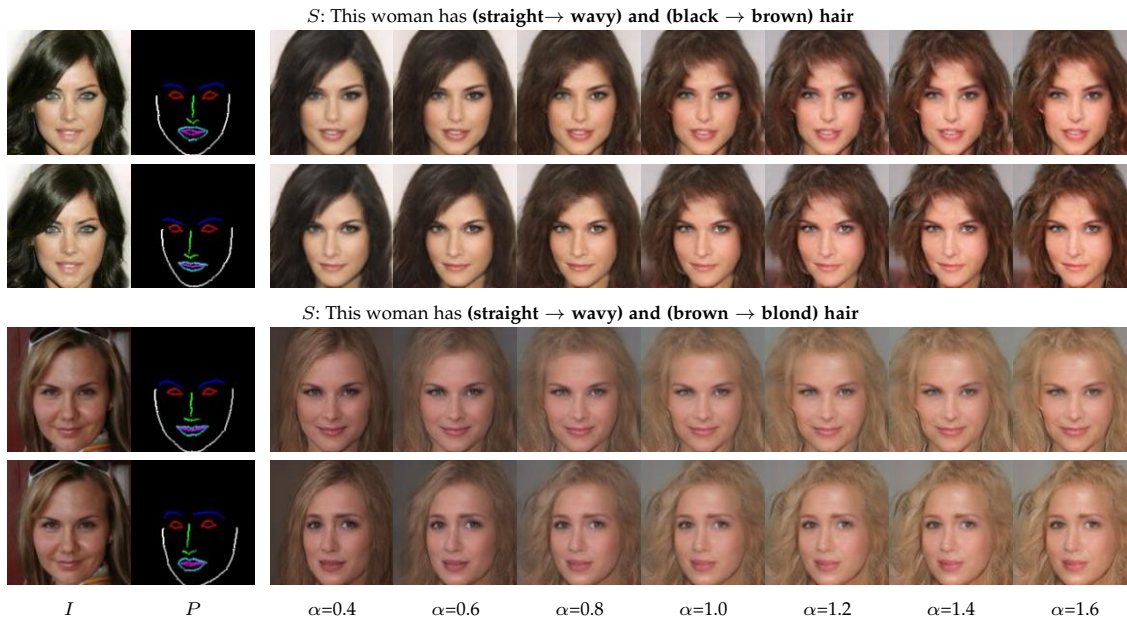 S: This woman has (straight→ wavy) and (black → brown) hair
S: This woman has (straight → wavy) and (brown → blond) hair
I P α=0.4 α=0.6 α=0.8 α=1.0 α=1.2 α=1.4 α=1.6